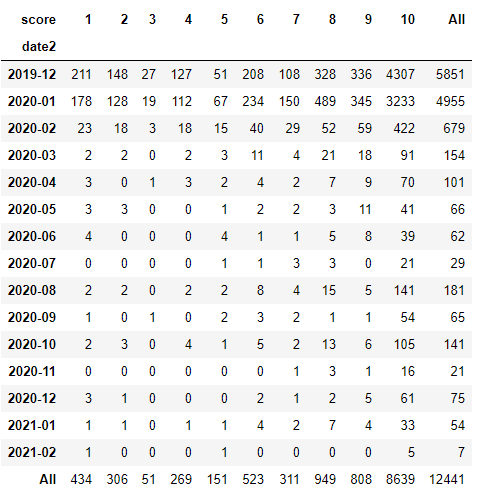 score 1 2 3 4 5 6 7 8 9 10 All
date2
2019-12 211 148 27 127 51 208 108 328 336 4307 5851
2020-01 178 128 19 112 67 234 150 489 345 3233 4955
2020-02 23 18 3 18 15 40 29 52 59 422 679
2020-03 2 2 0 2 3 11 4 21 18 91 154
2020-04 3 0 1 3 2 4 2 7 9 70 101
2020-05 3 3 0 0 1 2 2 3 11 41 66
2020-06 4 0 0 0 4 1 1 5 8 39 62
2020-07 0 0 0 0 1 1 3 3 0 21 29
2020-08 2 2 0 2 2 8 4 15 5 141 181
2020-09 1 0 1 0 2 3 2 1 1 54 65
2020-10 2 3 0 4 1 5 2 13 6 105 141
2020-11 0 0 0 0 0 0 1 3 1 16 21
2020-12 3 1 0 0 0 2 1 2 5 61 75
2021-01 1 1 0 1 1 4 2 7 4 33 54
2021-02 1 0 0 0 1 0 0 0 0 5 7
All 434 306 51 269 151 523 311 949 808 8639 12441